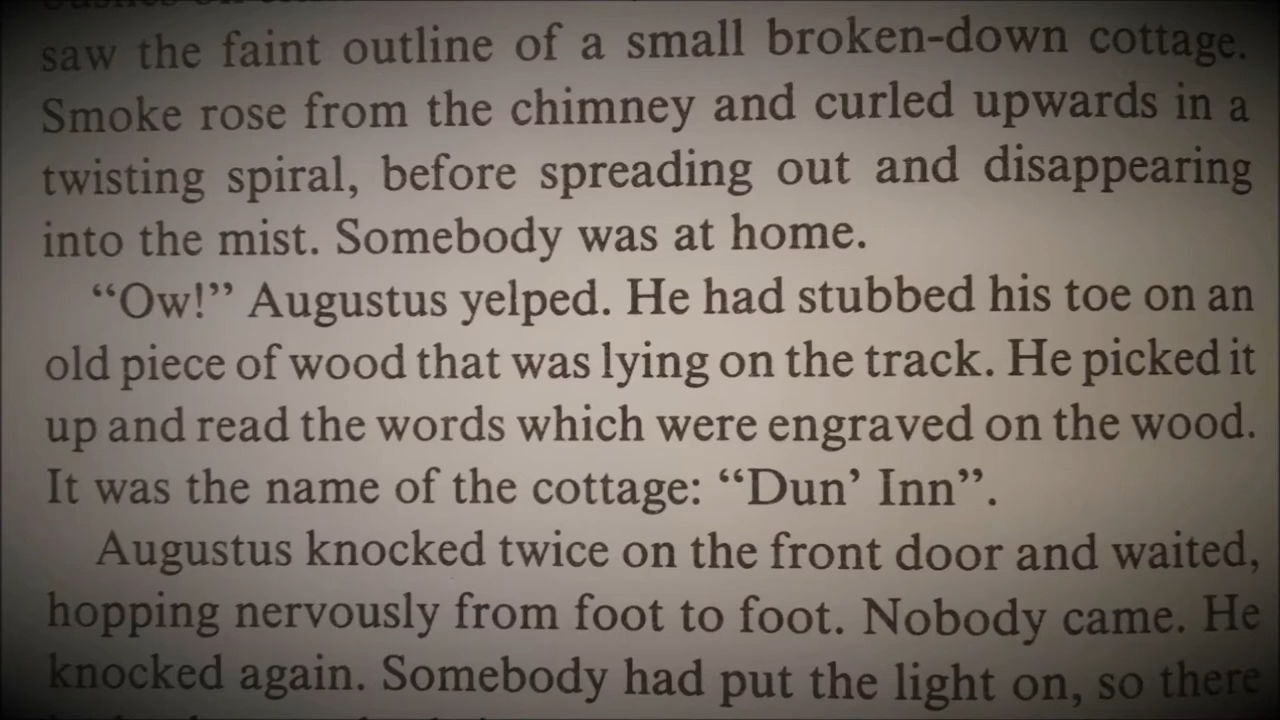 saw the faint outline of a small broken-down cottage.
Smoke rose from the chimney and curled upwards in a
twisting spiral, before spreading out and disappearing
into the mist. Somebody was at home.
“Ow!” Augustus yelped. He had stubbed his toe on an
old piece of wood that was lying on the track. He picked it
up and read the words which were engraved on the wood.
It was the name of the cottage: “Dun’ Inn”.
Augustus knocked twice on the front door and waited,
hopping nervously from foot to foot. Nobody came. He
knocked again. Somebody had put the light on, so there